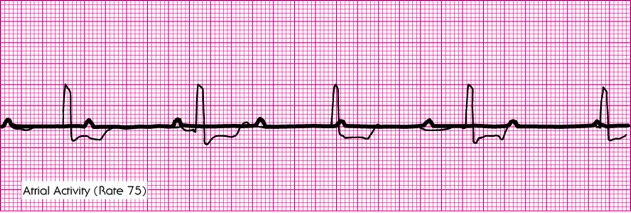 Atrial Activity (Rate 75)